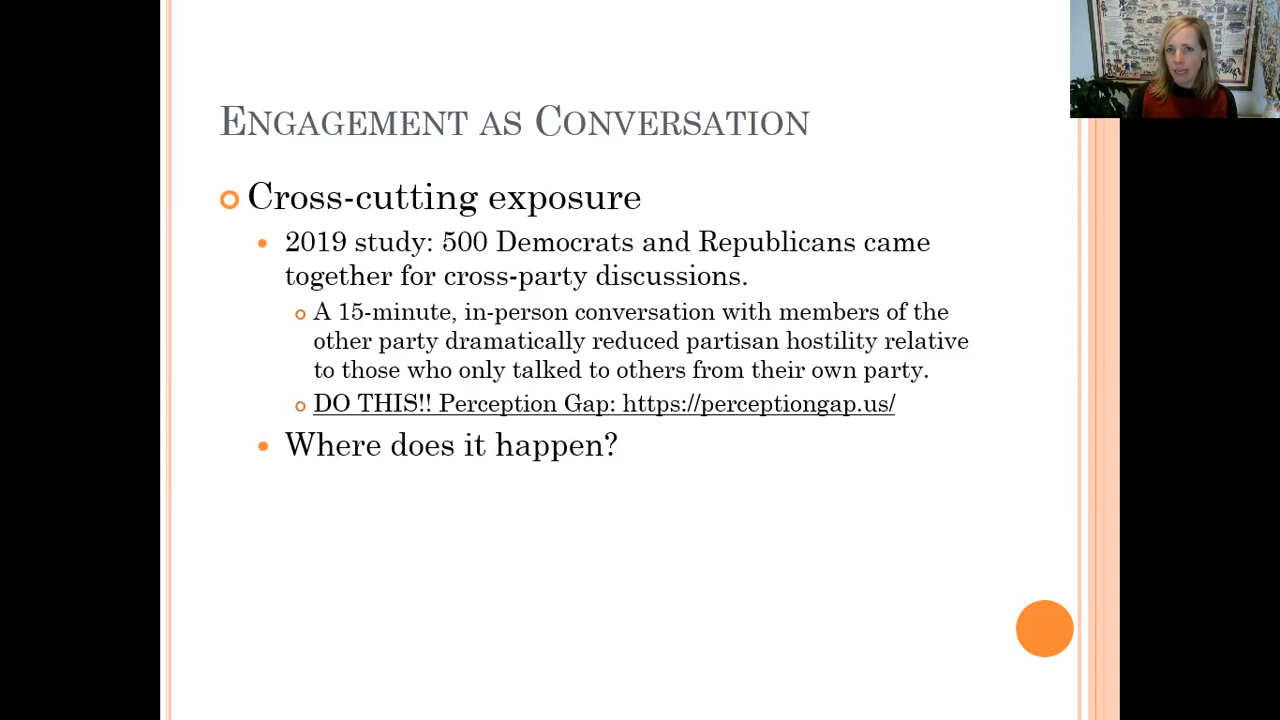 ENGAGEMENT AS CONVERSATION
Cross-cutting exposure
2019 study: 500 Democrats and Republicans came
together for cross-party discussions.
A 15-minute, in-person conversation with members of the
other party dramatically reduced partisan hostility relative
to those who only talked to others from their own party.
DO THIS!! Perception Gap: https://perceptiongap.us/
Where does it happen?